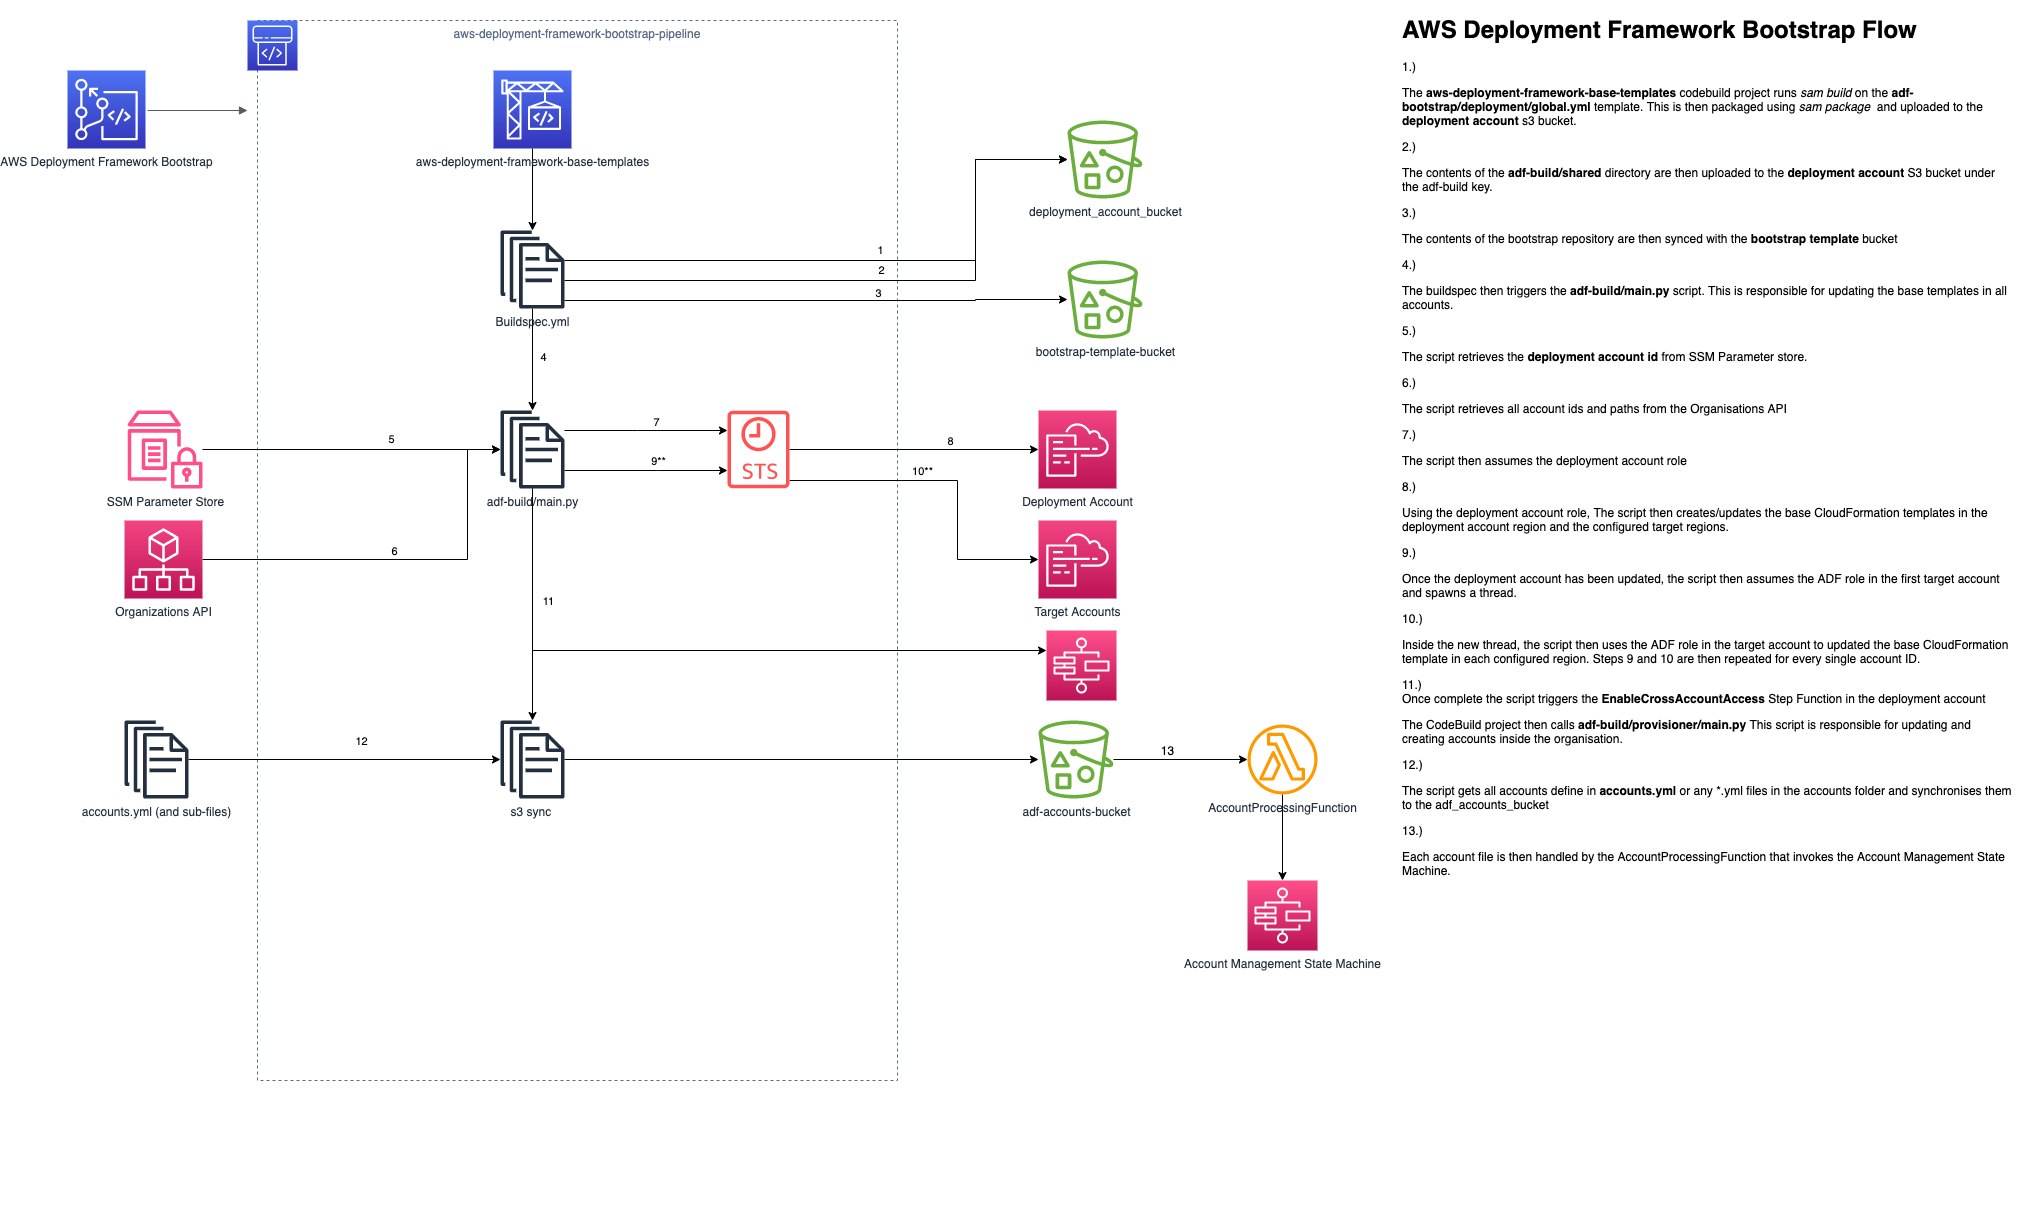 aws-deployment-framework-bootstrap-pipeline
AWS Deployment Framework Bootstrap
aws-deployment-framework-base-templates
deployment_account_bucket
1
2
3
Buildspec.yml
bootstrap-template-bucket
4
5
7
8
9**
10**
STS
SSM Parameter Store
adf-build/main.py
Deployment Account
6
11
Organizations API
Target Accounts
12
13
accounts.yml (and sub-files)
s3 sync
adf-accounts-bucket
AccountProcessingFunction
Account Management State Machine
AWS Deployment Framework Bootstrap Flow
1.)
The aws-deployment-framework-base-templates codebuild project runs sam build on the adf-
bootstrap/deployment/global.yml template. This is then packaged using sam package and uploaded to the
deployment account s3 bucket.
2.)
The contents of the adf-build/shared directory are then uploaded to the deployment account S3 bucket under
the adf-build key.
3.)
The contents of the bootstrap repository are then synced with the bootstrap template bucket
4.)
The buildspec then triggers the adf-build/main.py script. This is responsible for updating the base templates in all
accounts.
5.)
The script retrieves the deployment account id from SSM Parameter store.
6.)
The script retrieves all account ids and paths from the Organisations API
7.)
The script then assumes the deployment account role
8.)
Using the deployment account role, The script then creates/updates the base CloudFormation templates in the
deployment account region and the configured target regions.
9.)
Once the deployment account has been updated, the script then assumes the ADF role in the first target account
and spawns a thread.
10.)
Inside the new thread, the script then uses the ADF role in the target account to updated the base CloudFormation
template in each configured region. Steps 9 and 10 are then repeated for every single account ID.
11.)
Once complete the script triggers the EnableCrossAccountAccess Step Function in the deployment account
The CodeBuild project then calls adf-build/provisioner/main.py This script is responsible for updating and
creating accounts inside the organisation.
12.)
The script gets all accounts define in accounts.yml or any *.yml files in the accounts folder and synchronises them
to the adf_accounts_bucket
13.)
Each account file is then handled by the AccountProcessingFunction that invokes the Account Management State
Machine.